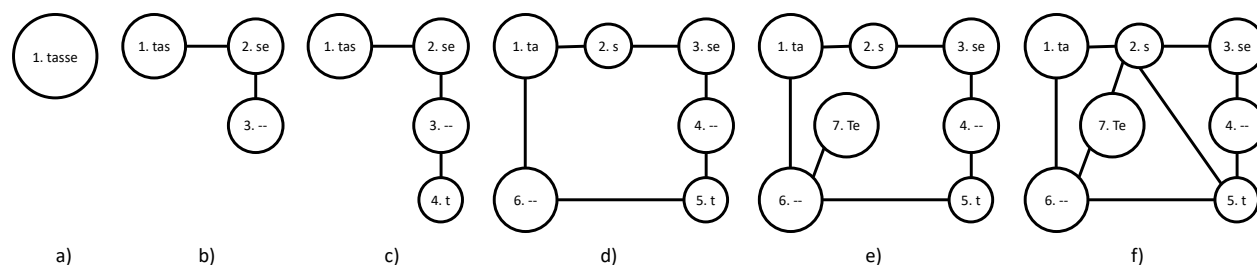 1. tasse
a)
1. tas
2. se
3. --
b)
1. tas
2. se
3. --
4. t
c)
1. ta
2. s
3. se
4. --
5. t
6. --
d)
1. ta
2. s
3. se
4. --
5. t
6. --
7. Te
e)
1. ta
2. s
3. se
4. --
5. t
6. --
7. Te
f)